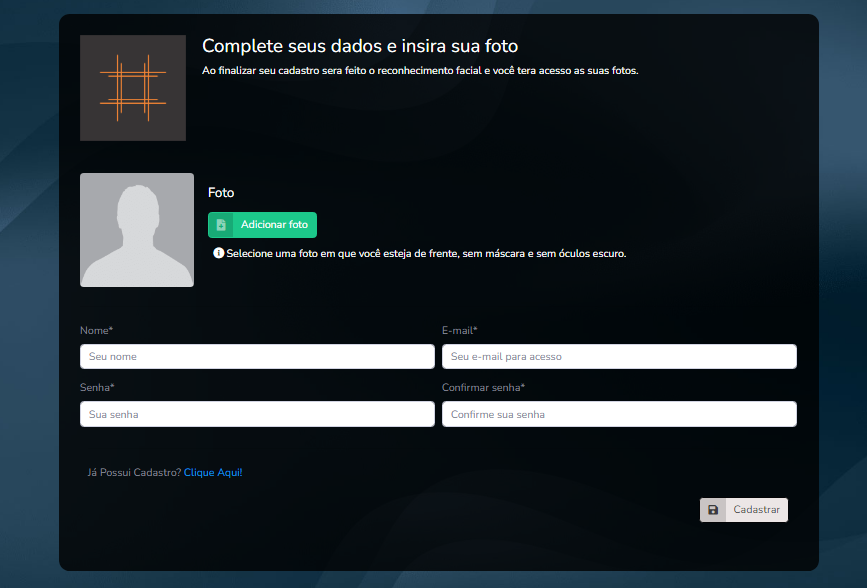 Complete seus dados e insira sua foto
Ao finalizar seu cadastro sera feito o reconhecimento facial e você tera acesso as suas fotos.
Foto
Adicionar foto
Selecione uma foto em que você esteja de frente, sem máscara e sem óculos escuro.
Nome*
E-mail*
Seu nome
Seu e-mail para acesso
Senha*
Confirmar senha*
Sua senha
Confirme sua senha
Já Possui Cadastro? Clique Aqui!
Cadastrar